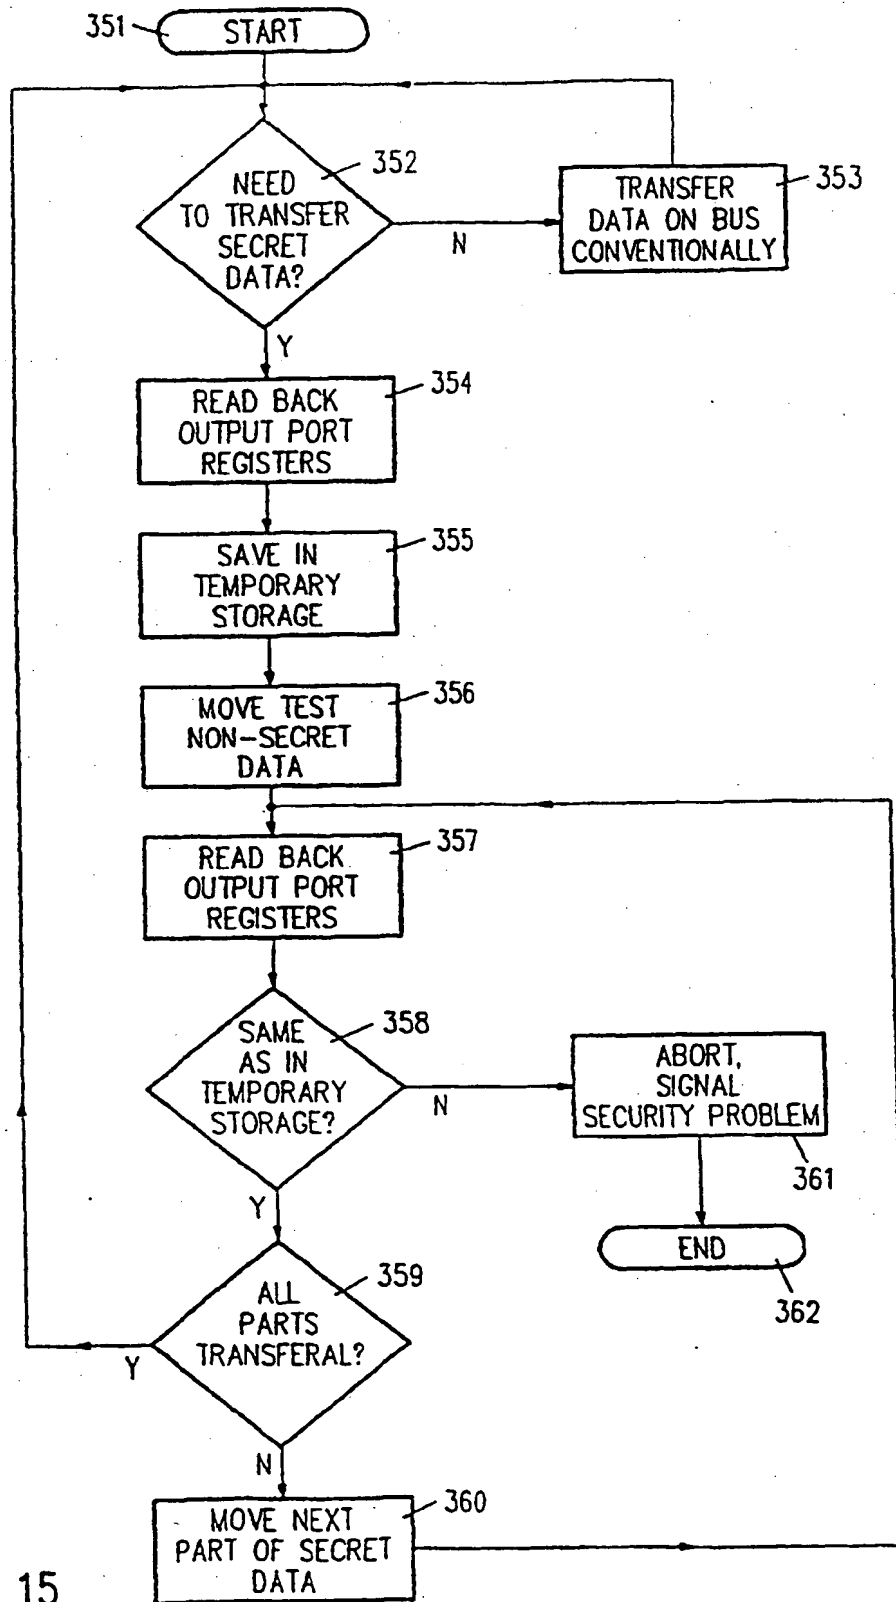 351
START
352
NEED
TO TRANSFER
SECRET
DATA?
N
Y
TRANSFER
DATA ON BUS
CONVENTIONALLY
353
READ BACK
OUTPUT PORT
REGISTERS
354
SAVE IN
TEMPORARY
STORAGE
355
MOVE TEST
NON-SECRET
DATA
356
READ BACK
OUTPUT PORT
REGISTERS
357
SAME
AS IN
TEMPORARY
STORAGE?
358
N
Y
ABORT,
SIGNAL
SECURITY PROBLEM
361
END
362
ALL
PARTS
TRANSFERAL?
359
Y
N
MOVE NEXT
PART OF SECRET
DATA
360
15